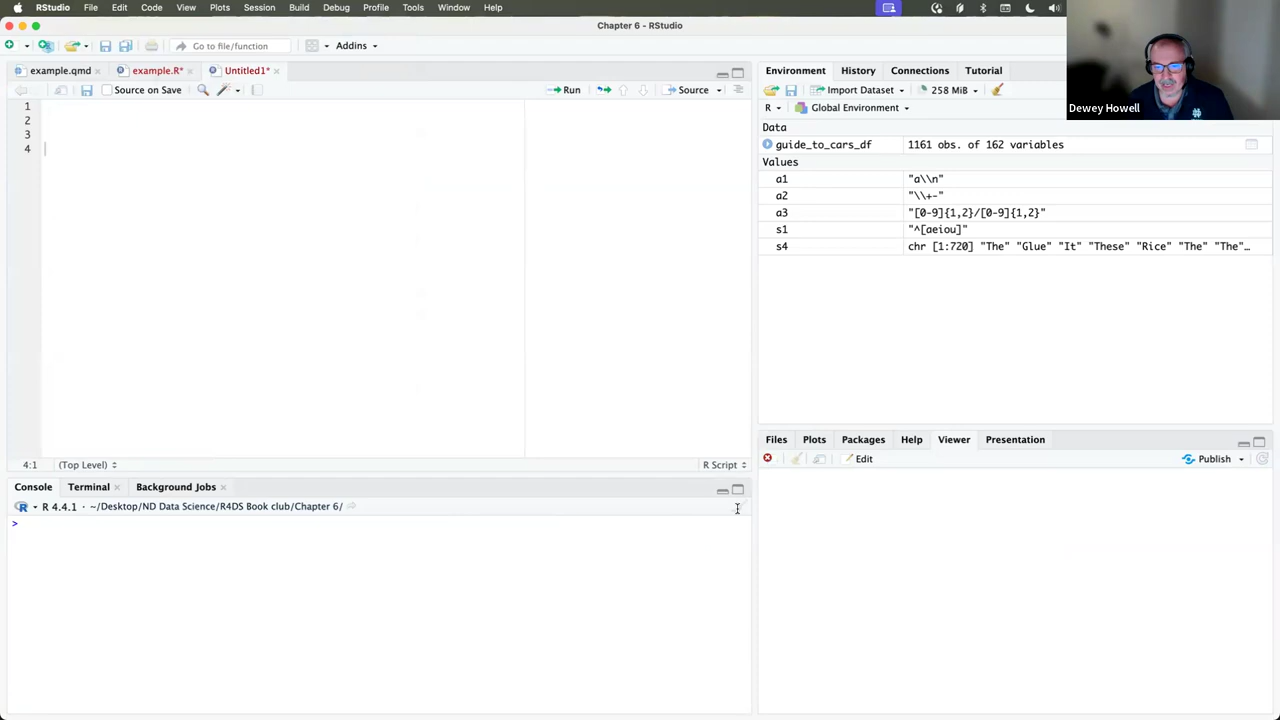 RStudio File Edit Code View Plots Session Build Debug Profile Tools Window Help
Chapter 6 - RStudio
Go to file/function Addins
example.qmd example.R* Untitled1*
Source on Save Run Source
1
2
3
4
4:1 (Top Level) R Script
Console Terminal Background Jobs
R 4.4.1 · ~/Desktop/ND Data Science/R4DS Book club/Chapter 6/
>
Environment History Connections Tutorial
Import Dataset 258 MiB
R Global Environment
Data
guide_to_cars_df 1161 obs. of 162 variables
Values
a1 "a\\n"
a2 "\\+-"
a3 "[0-9]{1,2}/[0-9]{1,2}"
s1 "^[aeiou]"
s4 chr [1:720] "The" "Glue" "It" "These" "Rice" "The" "The"…
Files Plots Packages Help Viewer Presentation
Edit Publish
Dewey Howell